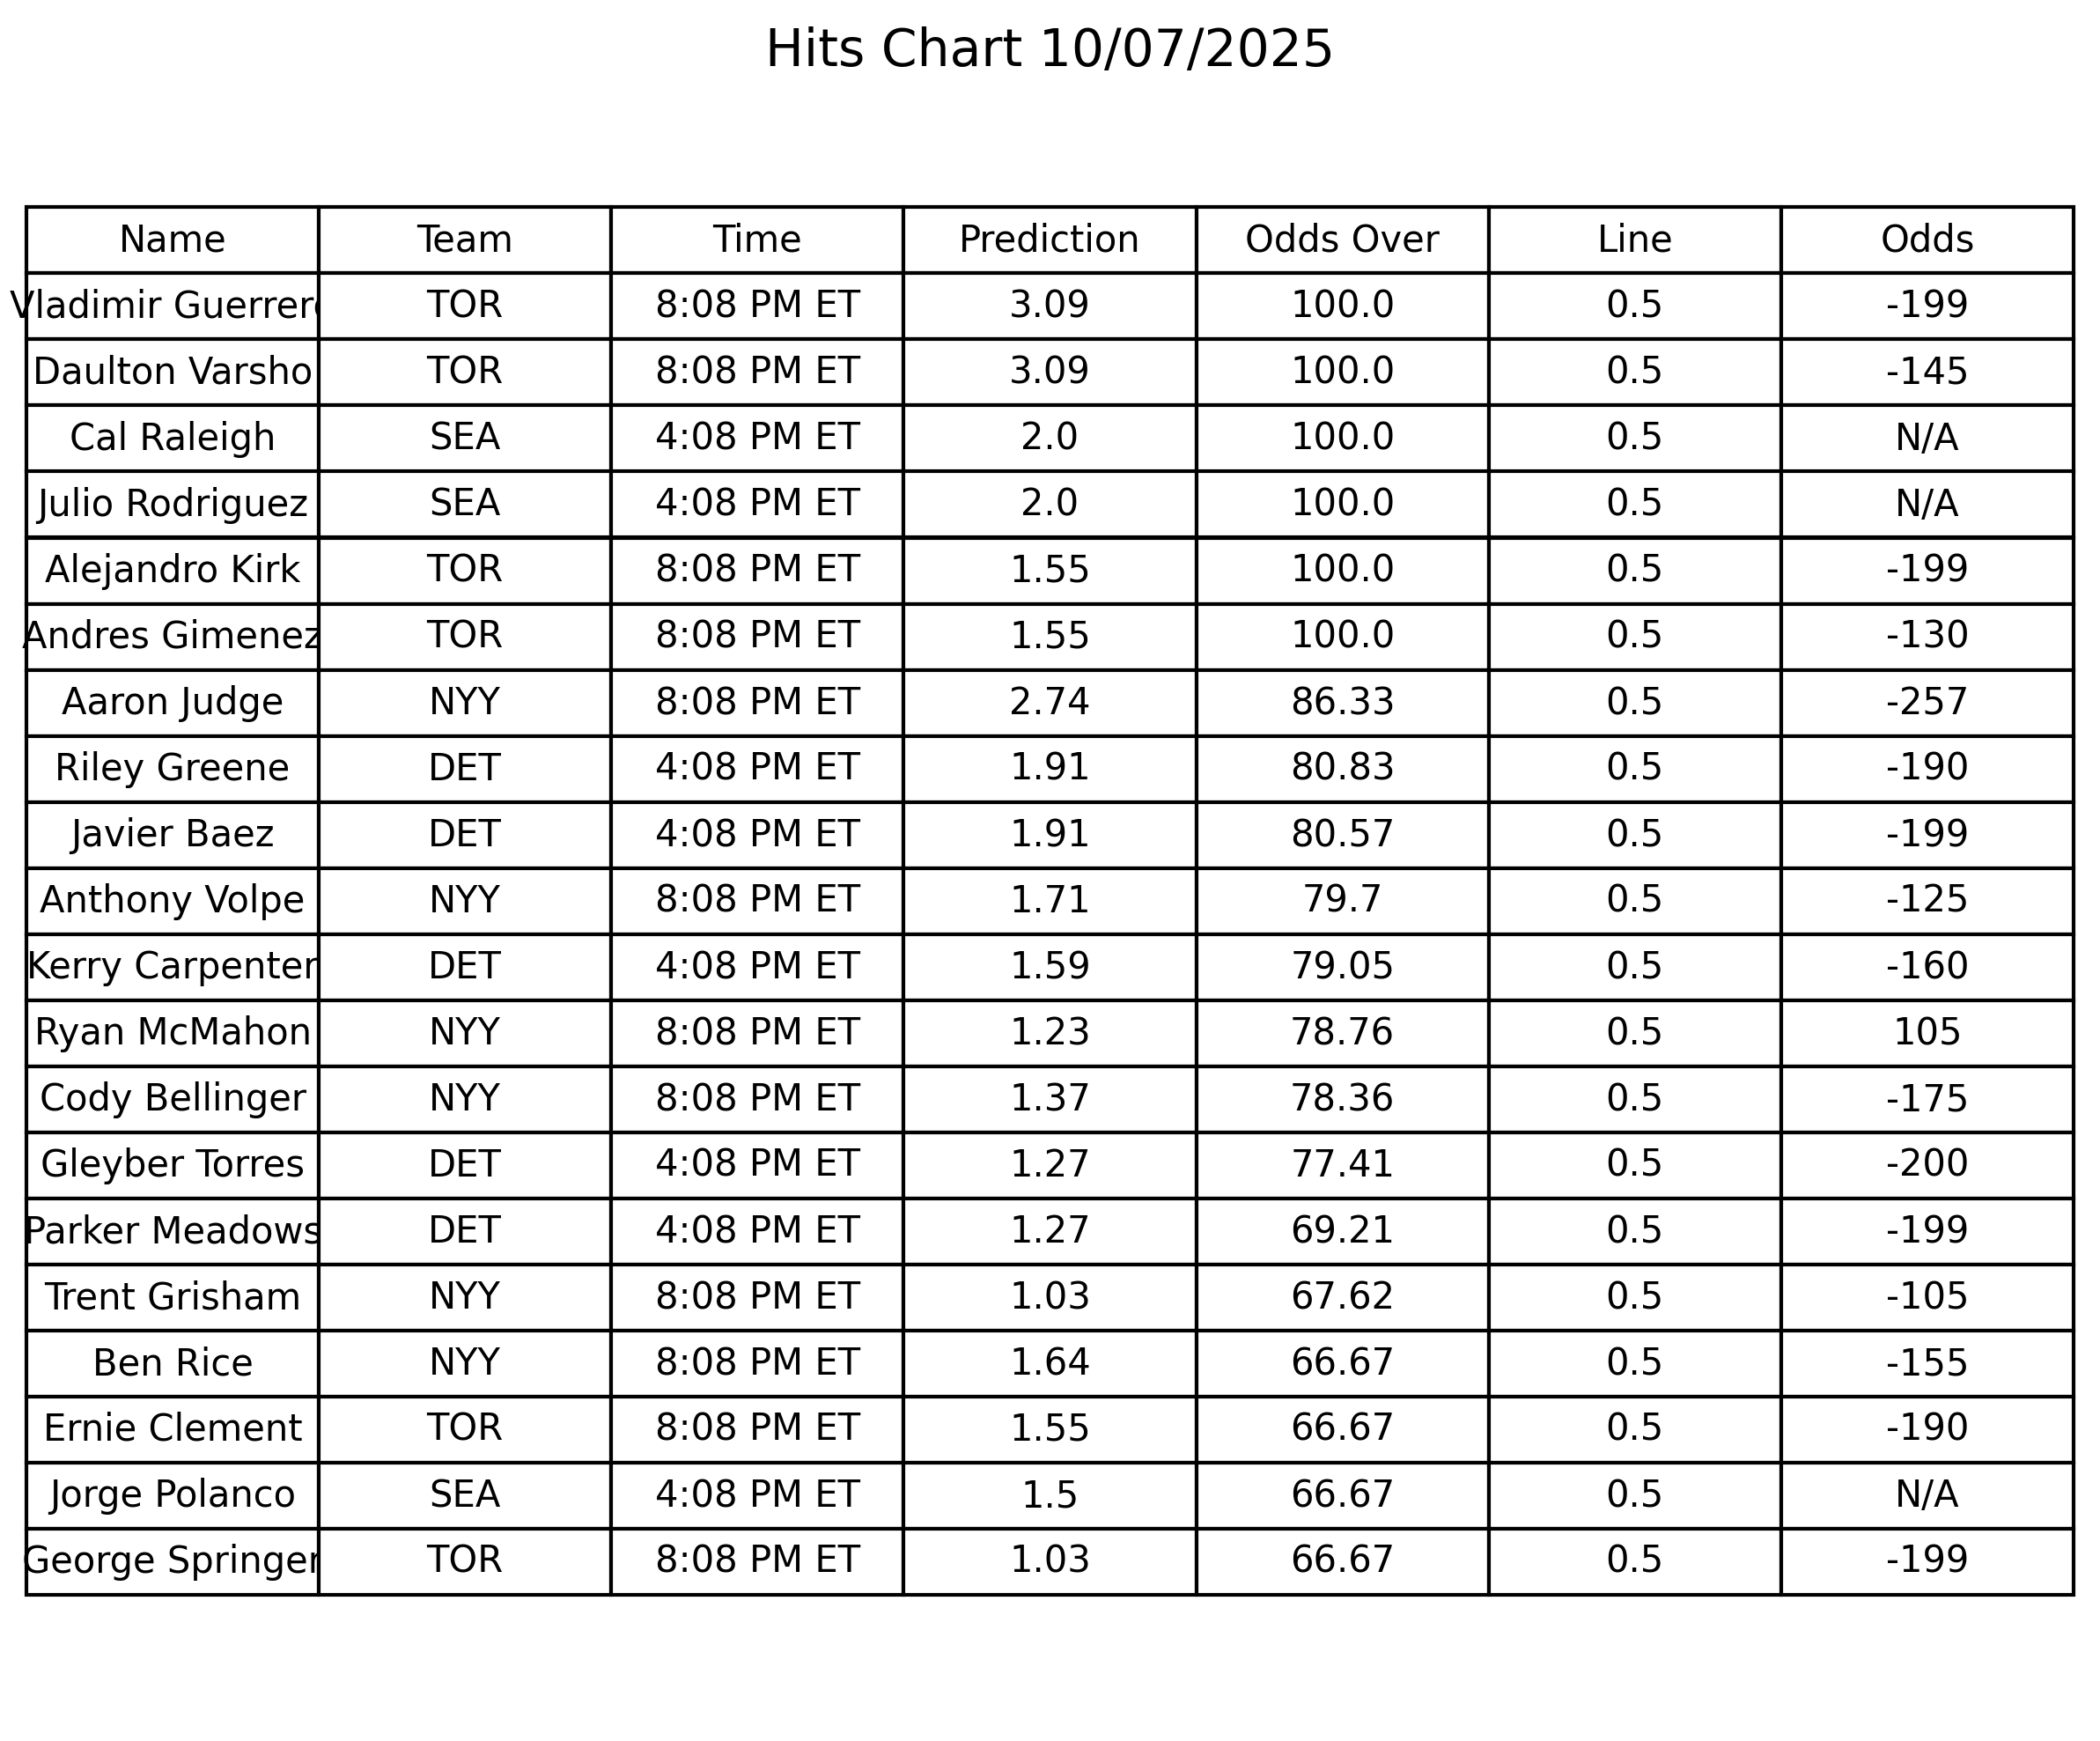 Hits Chart 10/07/2025
Name Team Time Prediction Odds Over Line Odds
Vladimir Guerrero TOR 8:08 PM ET 3.09 100.0 0.5 -199
Daulton Varsho TOR 8:08 PM ET 3.09 100.0 0.5 -145
Cal Raleigh SEA 4:08 PM ET 2.0 100.0 0.5 N/A
Julio Rodriguez SEA 4:08 PM ET 2.0 100.0 0.5 N/A
Alejandro Kirk TOR 8:08 PM ET 1.55 100.0 0.5 -199
Andres Gimenez TOR 8:08 PM ET 1.55 100.0 0.5 -130
Aaron Judge NYY 8:08 PM ET 2.74 86.33 0.5 -257
Riley Greene DET 4:08 PM ET 1.91 80.83 0.5 -190
Javier Baez DET 4:08 PM ET 1.91 80.57 0.5 -199
Anthony Volpe NYY 8:08 PM ET 1.71 79.7 0.5 -125
Kerry Carpenter DET 4:08 PM ET 1.59 79.05 0.5 -160
Ryan McMahon NYY 8:08 PM ET 1.23 78.76 0.5 105
Cody Bellinger NYY 8:08 PM ET 1.37 78.36 0.5 -175
Gleyber Torres DET 4:08 PM ET 1.27 77.41 0.5 -200
Parker Meadows DET 4:08 PM ET 1.27 69.21 0.5 -199
Trent Grisham NYY 8:08 PM ET 1.03 67.62 0.5 -105
Ben Rice NYY 8:08 PM ET 1.64 66.67 0.5 -155
Ernie Clement TOR 8:08 PM ET 1.55 66.67 0.5 -190
Jorge Polanco SEA 4:08 PM ET 1.5 66.67 0.5 N/A
George Springer TOR 8:08 PM ET 1.03 66.67 0.5 -199